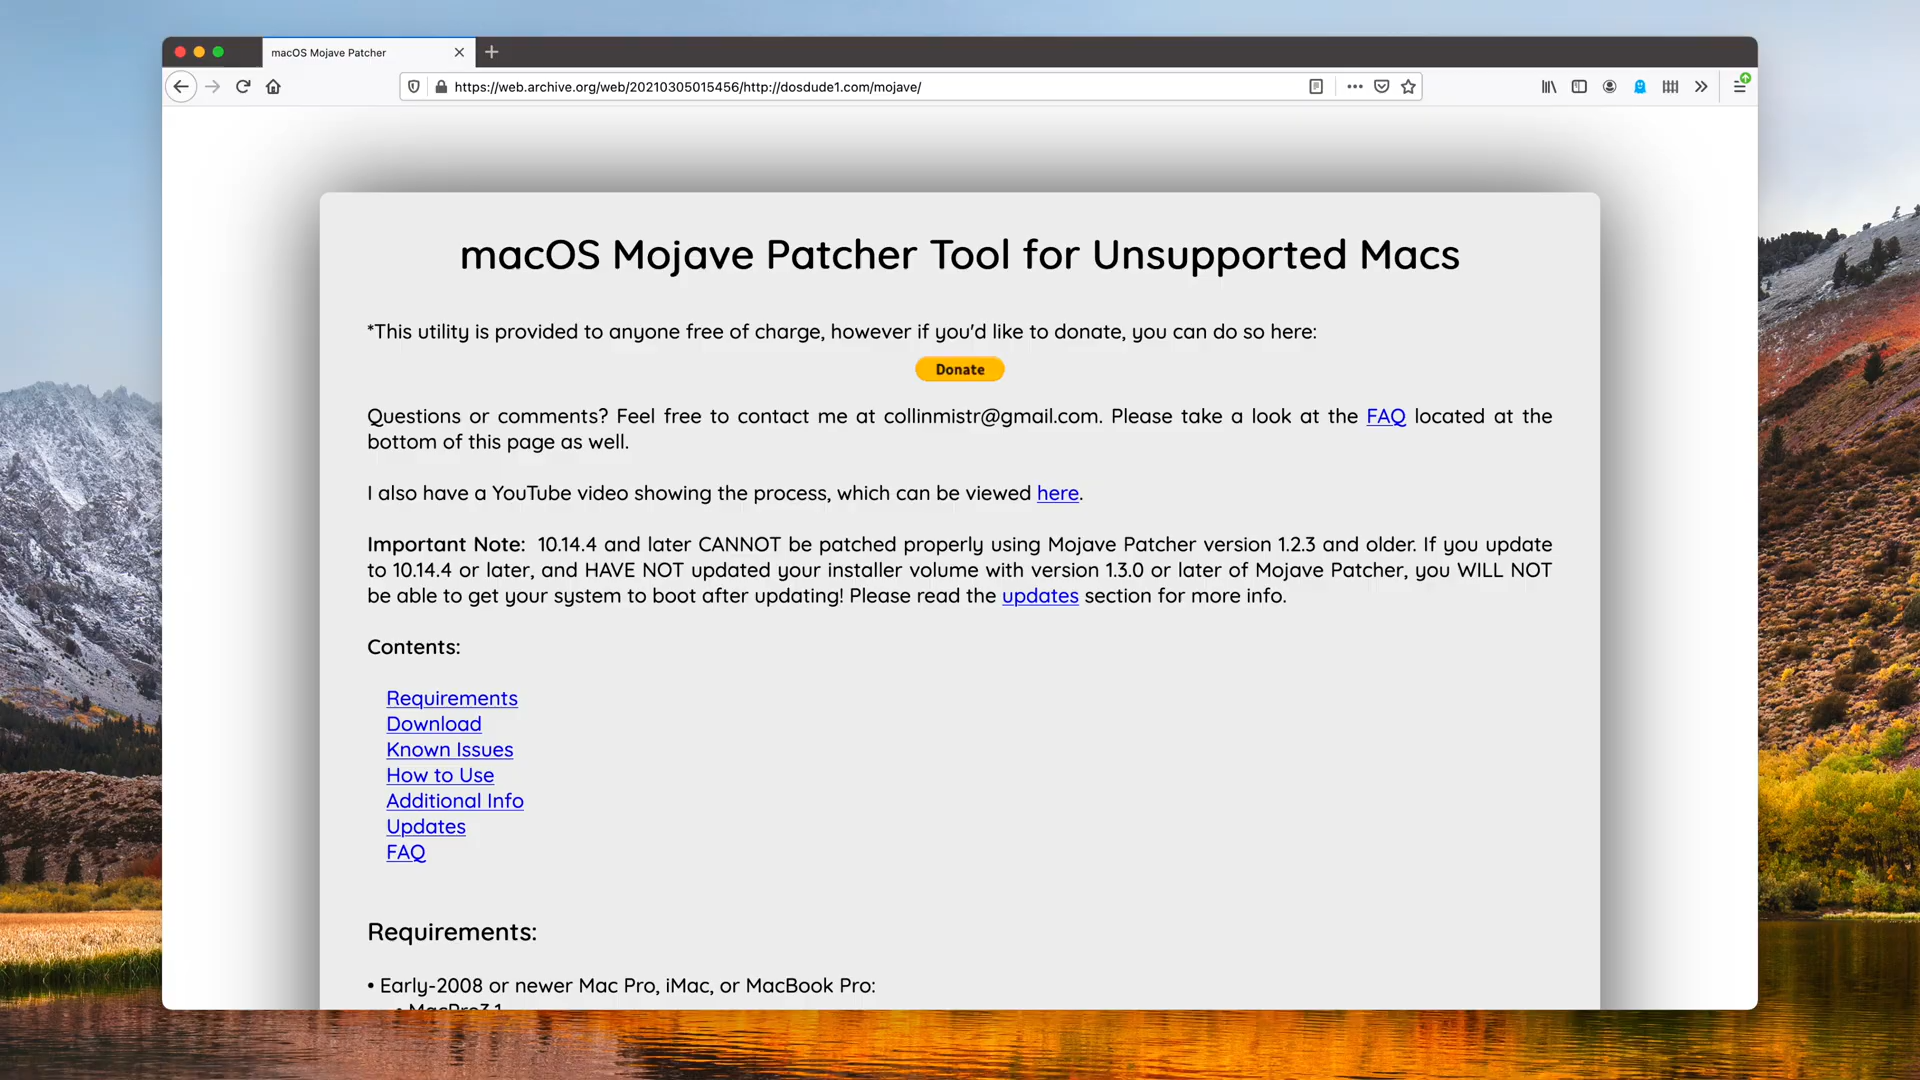 macOS Mojave Patcher
https://web.archive.org/web/20210305015456/http://dosdude1.com/mojave/
macOS Mojave Patcher Tool for Unsupported Macs
*This utility is provided to anyone free of charge, however if you'd like to donate, you can do so here:
Donate
Questions or comments? Feel free to contact me at collinmistr@gmail.com. Please take a look at the FAQ located at the
bottom of this page as well.
I also have a YouTube video showing the process, which can be viewed here.
Important Note: 10.14.4 and later CANNOT be patched properly using Mojave Patcher version 1.2.3 and older. If you update
to 10.14.4 or later, and HAVE NOT updated your installer volume with version 1.3.0 or later of Mojave Patcher, you WILL NOT
be able to get your system to boot after updating! Please read the updates section for more info.
Contents:
Requirements
Download
Known Issues
How to Use
Additional Info
Updates
FAQ
Requirements:
• Early-2008 or newer Mac Pro, iMac, or MacBook Pro:
• MacPro3,1